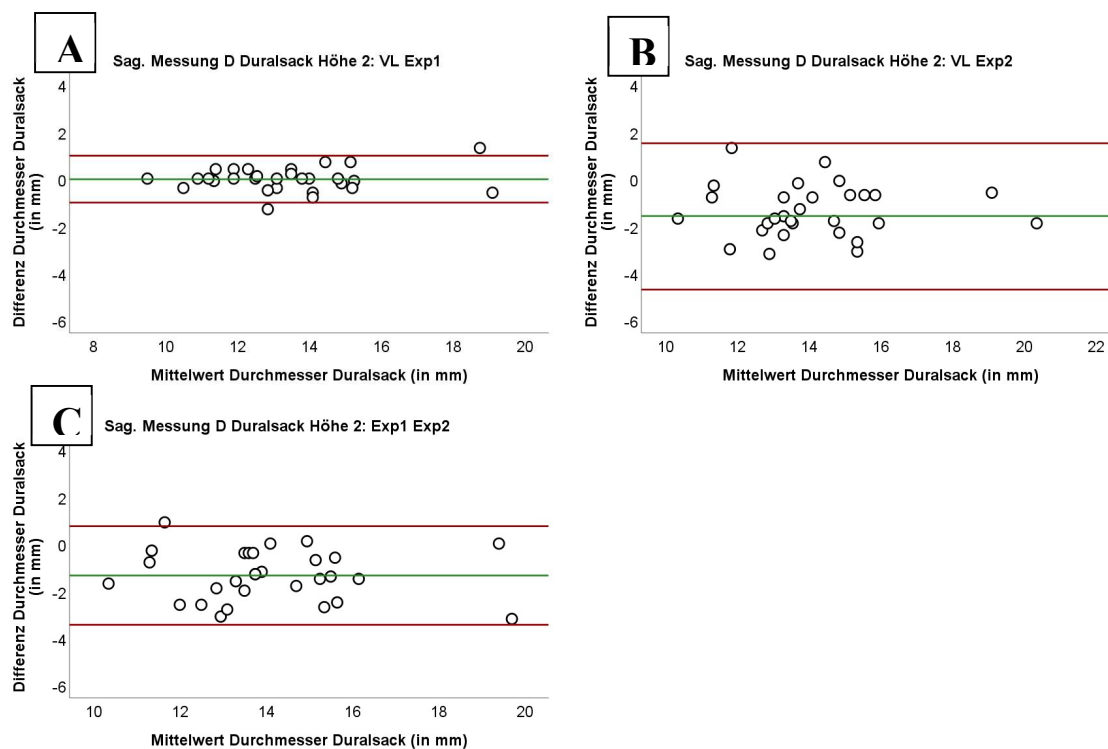 A
Sag. Messung D Duralsack Höhe 2: VL Exp1
Differenz Durchmesser Duralsack
(in mm)
4
2
0
-2
-4
-6
8 10 12 14 16 18 20
Mittelwert Durchmesser Duralsack (in mm)
B
Sag. Messung D Duralsack Höhe 2: VL Exp2
Differenz Durchmesser Duralsack
(in mm)
4
2
0
-2
-4
-6
10 12 14 16 18 20 22
Mittelwert Durchmesser Duralsack (in mm)
C
Sag. Messung D Duralsack Höhe 2: Exp1 Exp2
Differenz Durchmesser Duralsack
(in mm)
4
2
0
-2
-4
-6
10 12 14 16 18 20
Mittelwert Durchmesser Duralsack (in mm)